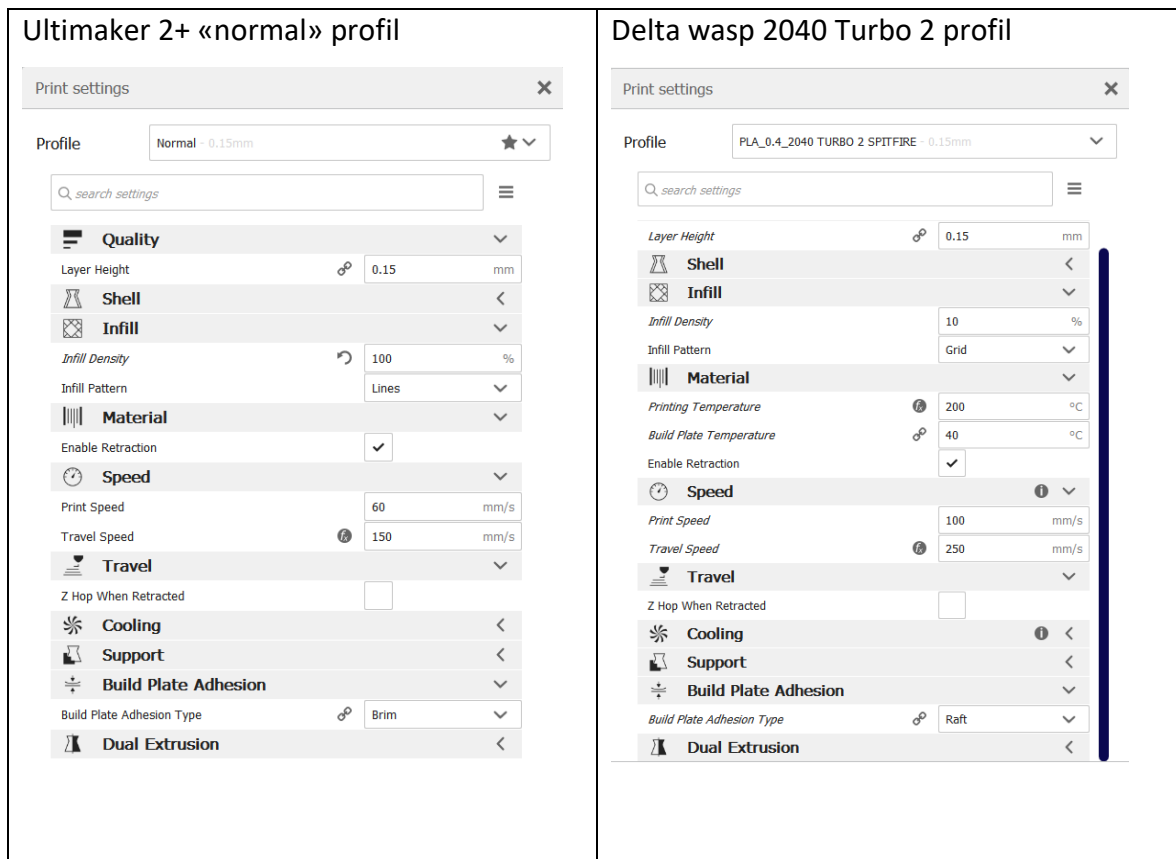 Ultimaker 2+ «normal» profil
Print settings
Profile Normal - 0.15mm
search settings
Quality
Layer Height 0.15 mm
Shell
Infill
Infill Density 100 %
Infill Pattern Lines
Material
Enable Retraction
Speed
Print Speed 60 mm/s
Travel Speed fx 150 mm/s
Travel
Z Hop When Retracted
Cooling
Support
Build Plate Adhesion
Build Plate Adhesion Type Brim
Dual Extrusion
Delta wasp 2040 Turbo 2 profil
Print settings
Profile PLA_0.4_2040 TURBO 2 SPITFIRE - 0.15mm
search settings
Layer Height 0.15 mm
Shell
Infill
Infill Density 10 %
Infill Pattern Grid
Material
Printing Temperature fx 200 °C
Build Plate Temperature 40 °C
Enable Retraction
Speed i
Print Speed 100 mm/s
Travel Speed fx 250 mm/s
Travel
Z Hop When Retracted
Cooling i
Support
Build Plate Adhesion
Build Plate Adhesion Type Raft
Dual Extrusion